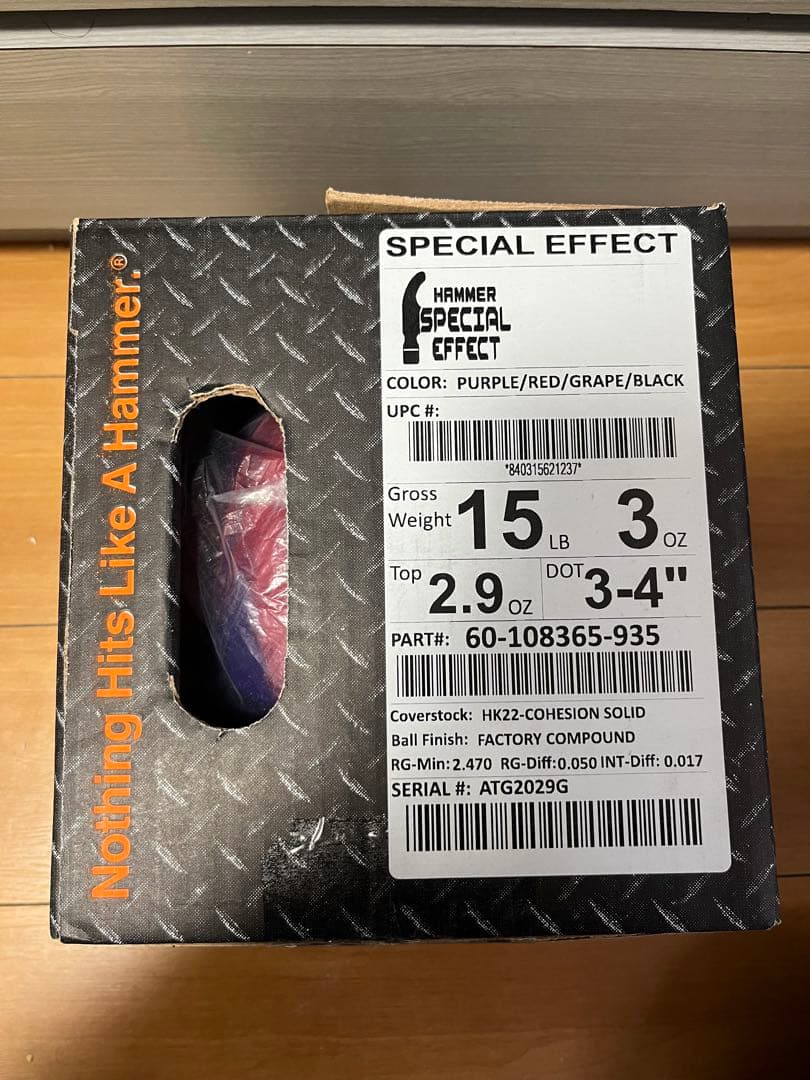 Nothing Hits Like A Hammer.®
SPECIAL EFFECT
HAMMER
SPECIAL
EFFECT
COLOR: PURPLE/RED/GRAPE/BLACK
UPC #:
*840315621237*
Gross Weight 15 LB 3 OZ
Top 2.9 OZ DOT 3-4"
PART#: 60-108365-935
Coverstock: HK22-COHESION SOLID
Ball Finish: FACTORY COMPOUND
RG-Min: 2.470 RG-Diff:0.050 INT-Diff: 0.017
SERIAL #: ATG2029G